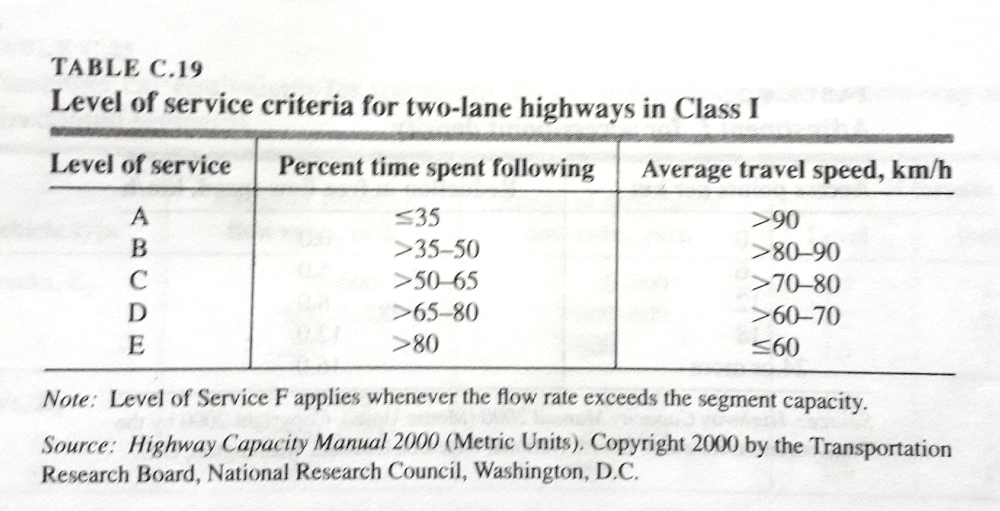 TABLE C.19
Level of service criteria for two-lane highways in Class I
Level of service Percent time spent following Average travel speed, km/h
A ≤35 >90
B >35–50 >80–90
C >50–65 >70–80
D >65–80 >60–70
E >80 ≤60
Note: Level of Service F applies whenever the flow rate exceeds the segment capacity.
Source: Highway Capacity Manual 2000 (Metric Units). Copyright 2000 by the Transportation
Research Board, National Research Council, Washington, D.C.